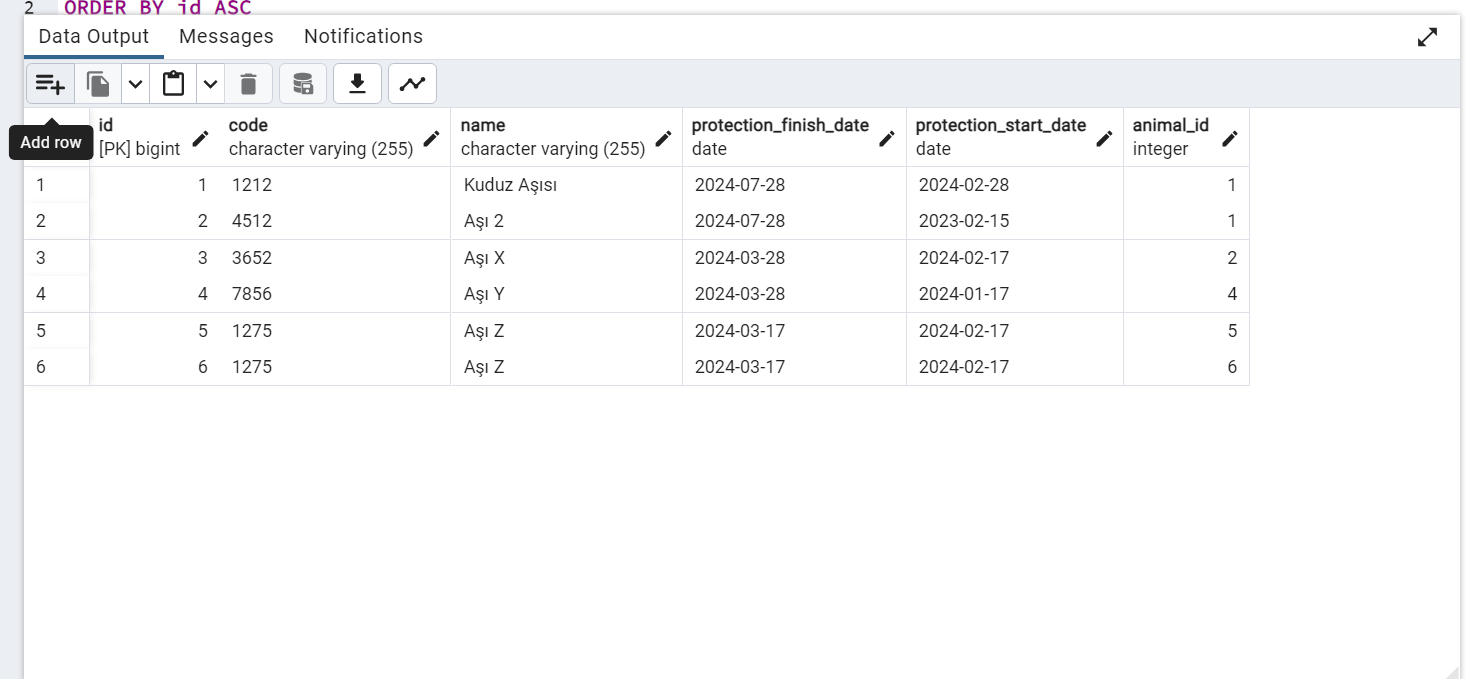 2 ORDER BY id ASC
Data Output Messages Notifications
Add row
id code name protection_finish_date protection_start_date animal_id
[PK] bigint character varying (255) character varying (255) date date integer
1 1 1212 Kuduz Aşısı 2024-07-28 2024-02-28 1
2 2 4512 Aşı 2 2024-07-28 2023-02-15 1
3 3 3652 Aşı X 2024-03-28 2024-02-17 2
4 4 7856 Aşı Y 2024-03-28 2024-01-17 4
5 5 1275 Aşı Z 2024-03-17 2024-02-17 5
6 6 1275 Aşı Z 2024-03-17 2024-02-17 6